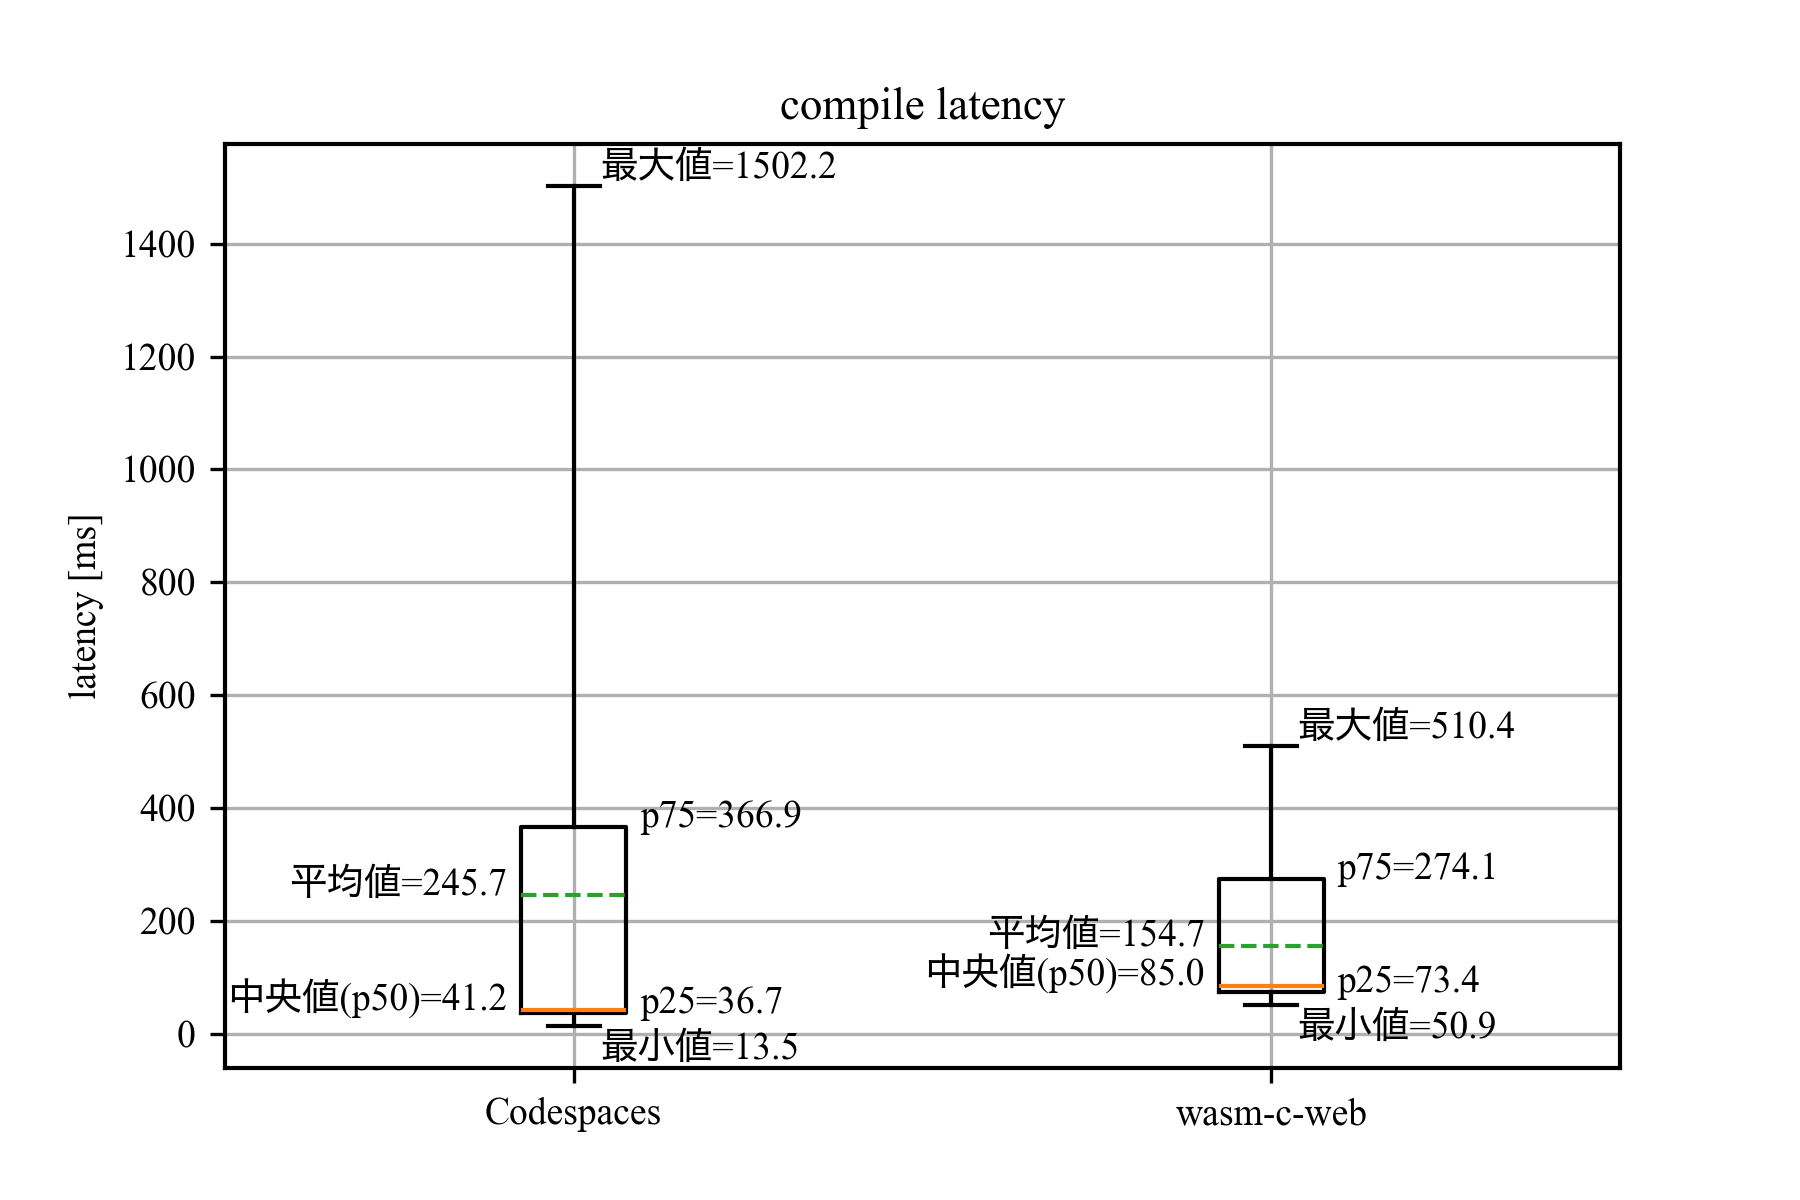 compile latency
最大値=1502.2
1400
1200
1000
800
600
400
200
0
latency [ms]
最大値=510.4
p75=366.9
p75=274.1
平均値=245.7
平均値=154.7
中央値(p50)=85.0
p25=73.4
中央値(p50)=41.2
p25=36.7
最小値=50.9
最小値=13.5
Codespaces
wasm-c-web